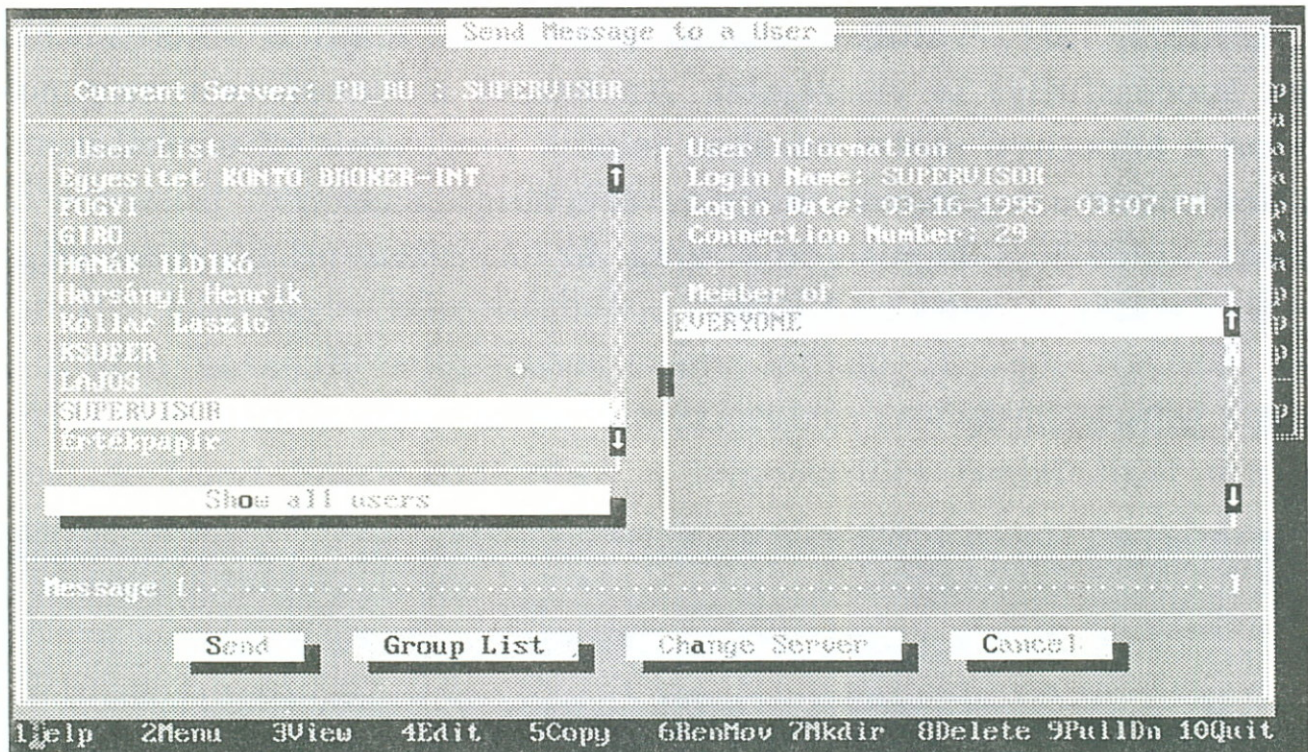 Send Message to a User
Current Server: PB_BU : SUPERVISOR
User List
Egyesitet KONTO BROKER-INT
FOGYI
GIRO
HANÁK ILDIKÓ
Harsányi Henrik
Kollar Laszlo
KSUPER
LAJOS
SUPERVISOR
Értékpapír
Show all users
User Information
Login Name: SUPERVISOR
Login Date: 03-16-1995 03:07 PM
Connection Number: 29
Member of
EVERYONE
Message [ ]
Send Group List Change Server Cancel
1Help 2Menu 3View 4Edit 5Copy 6RenMov 7Mkdir 8Delete 9PullDn 10Quit